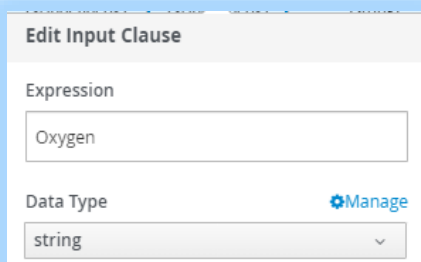 Edit Input Clause
Expression
Oxygen
Data Type Manage
string